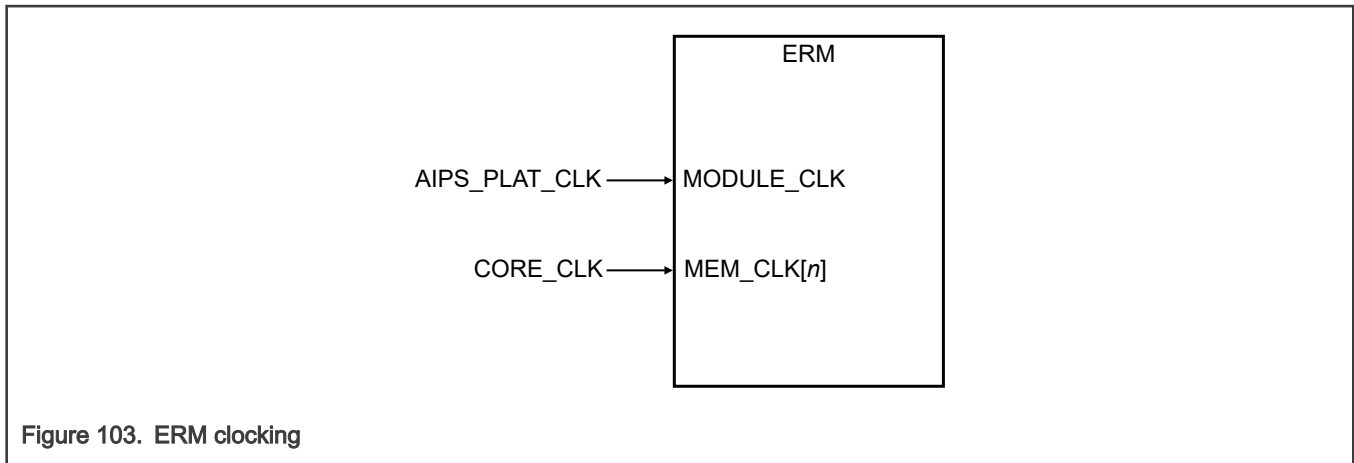 ERM
AIPS_PLAT_CLK
MODULE_CLK
CORE_CLK
MEM_CLK[n]
Figure 103. ERM clocking